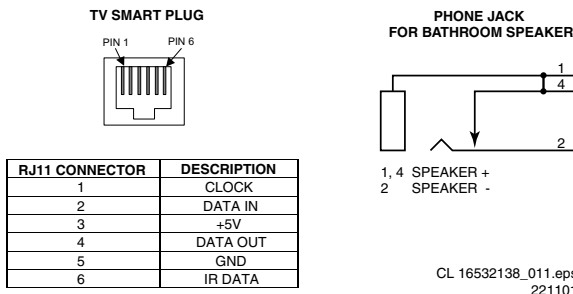 TV SMART PLUG
PIN 1 PIN 6
RJ11 CONNECTOR DESCRIPTION
1 CLOCK
2 DATA IN
3 +5V
4 DATA OUT
5 GND
6 IR DATA
PHONE JACK
FOR BATHROOM SPEAKER
1
4
2
1, 4 SPEAKER +
2 SPEAKER -
CL 16532138_011.eps
221101